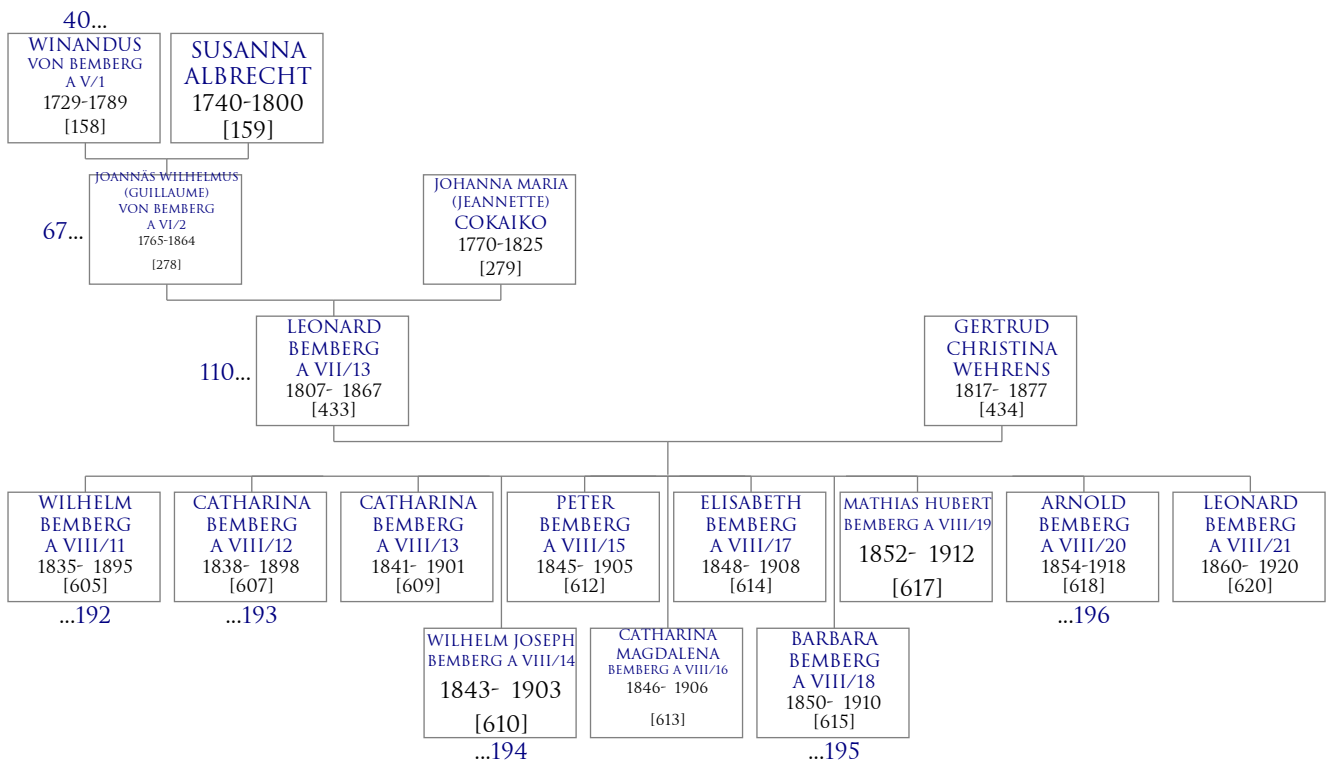 40...
WINANDUS
VON BEMBERG
A V/1
1729-1789
[158]
SUSANNA
ALBRECHT
1740-1800
[159]
67...
JOANNÄS WILHELMUS
(GUILLAUME)
VON BEMBERG
A VI/2
1765-1864
[278]
JOHANNA MARIA
(JEANNETTE)
COKAIKO
1770-1825
[279]
110...
LEONARD
BEMBERG
A VII/13
1807- 1867
[433]
GERTRUD
CHRISTINA
WEHRENS
1817- 1877
[434]
WILHELM
BEMBERG
A VIII/11
1835- 1895
[605]
...192
CATHARINA
BEMBERG
A VIII/12
1838- 1898
[607]
...193
CATHARINA
BEMBERG
A VIII/13
1841- 1901
[609]
PETER
BEMBERG
A VIII/15
1845- 1905
[612]
ELISABETH
BEMBERG
A VIII/17
1848- 1908
[614]
MATHIAS HUBERT
BEMBERG A VIII/19
1852- 1912
[617]
ARNOLD
BEMBERG
A VIII/20
1854-1918
[618]
...196
LEONARD
BEMBERG
A VIII/21
1860- 1920
[620]
WILHELM JOSEPH
BEMBERG A VIII/14
1843- 1903
[610]
...194
CATHARINA
MAGDALENA
BEMBERG A VIII/16
1846- 1906
[613]
BARBARA
BEMBERG
A VIII/18
1850- 1910
[615]
...195